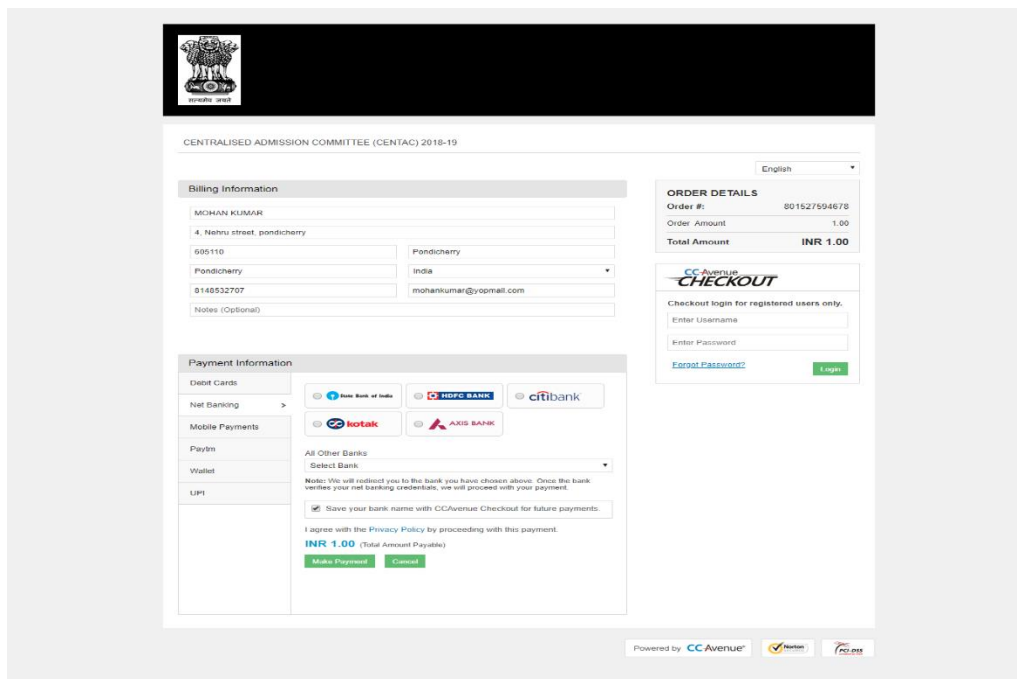 सत्यमेव जयते
CENTRALISED ADMISSION COMMITTEE (CENTAC) 2018-19
English
Billing Information
MOHAN KUMAR
4, Nehru street, pondicherry
605110
Pondicherry
Pondicherry
India
8148532707
mohankumar@yopmail.com
Notes (Optional)
ORDER DETAILS
Order #: 801527594678
Order Amount 1.00
Total Amount INR 1.00
CCAvenue
CHECKOUT
Checkout login for registered users only.
Enter Username
Enter Password
Forgot Password?
Login
Payment Information
Debit Cards
Net Banking >
Mobile Payments
Paytm
Wallet
UPI
State Bank of India
HDFC BANK
citibank
kotak
AXIS BANK
All Other Banks
Select Bank
Note: We will redirect you to the bank you have chosen above. Once the bank
verifies your net banking credentials, we will proceed with your payment.
Save your bank name with CCAvenue Checkout for future payments.
I agree with the Privacy Policy by proceeding with this payment.
INR 1.00 (Total Amount Payable)
Make Payment
Cancel
Powered by CCAvenue
Norton
PCI-DSS